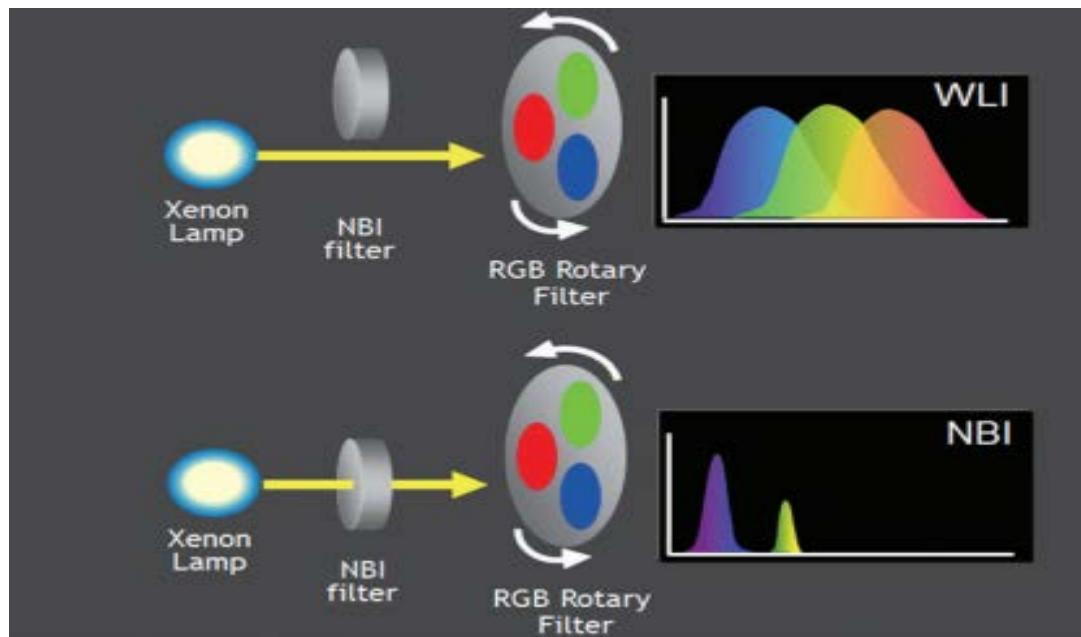 WLI
Xenon
Lamp
NBI
filter
RGB Rotary
Filter
NBI
Xenon
Lamp
NBI
filter
RGB Rotary
Filter